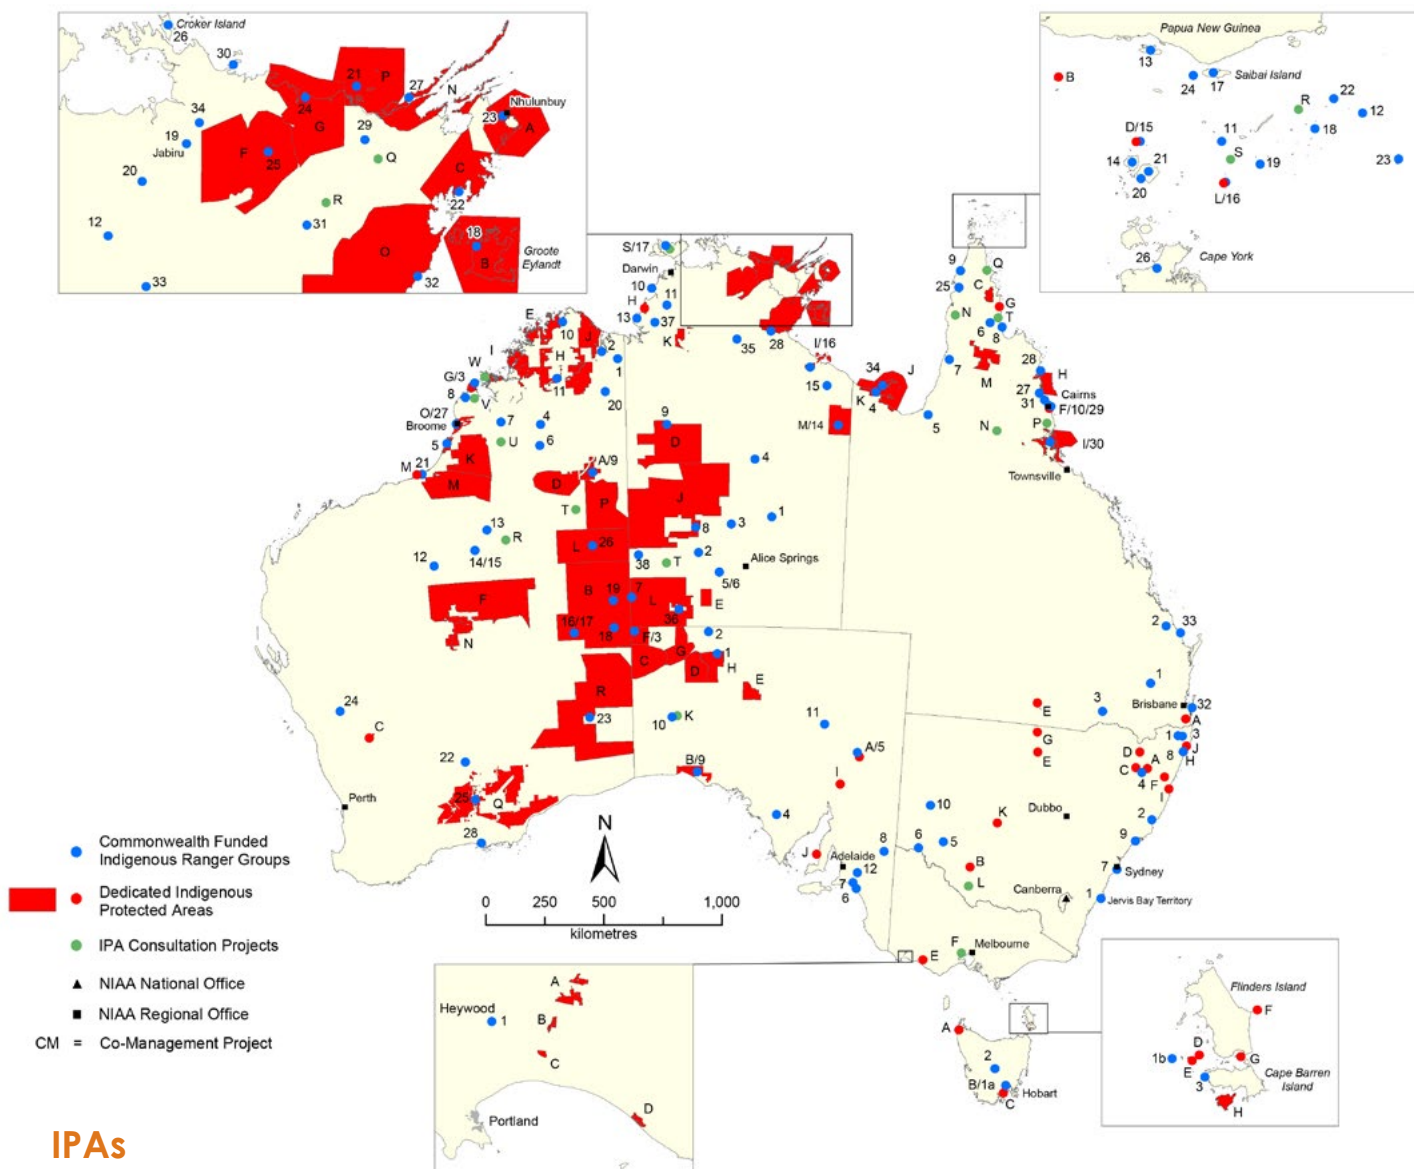 Croker Island
26
30
21
P
27
N
Nhulunbuy
23
A
24
G
34
19
Jabiru
F
25
29
Q
C
20
R
22
12
31
18
O
Groote
Eylandt
B
33
32
Papua New Guinea
13
B
Saibai Island
24
17
R
22
12
D/15
11
18
S
14
21
19
23
20
L/16
26
Cape York
S/17
Darwin
10
H
11
13
37
K
35
28
I/16
15
34
J
K
4
M/14
9
Q
25
C
G
N
T
6
8
7
M
28
H
27
Cairns
31
F/10/29
5
N
P
I/30
Townsville
E
10
J
2
I
H
W
1
G/3
11
8
V
20
O/27
Broome
7
4
5
U
6
K
M
21
M
A/9
D
P
T
9
D
4
J
1
8
3
13
R
12
14/15
L
26
38
T
2
Alice Springs
5/6
F
B
19
7
L
E
36
N
16/17
18
F/3
2
G
1
C
D
H
E
R
24
23
C
10
K
11
22
A/5
B/9
I
25
Q
Perth
28
4
2
33
1
3
Brisbane
32
E
A
G
1
3
D
8
J
E
H
C
A
4
F
I
10
K
Dubbo
2
6
5
9
8
B
J
Adelaide
12
7
Sydney
L
Canberra
7
6
1
Jervis Bay Territory
F
Melbourne
E
N
0
250
500
1,000
kilometres
Commonwealth Funded
Indigenous Ranger Groups
Dedicated Indigenous
Protected Areas
IPA Consultation Projects
NIAA National Office
NIAA Regional Office
CM = Co-Management Project
A
Heywood
1
B
C
D
Portland
A
2
B/1a
Hobart
C
Flinders Island
F
D
1b
G
E
Cape Barren
Island
3
H
IPAs